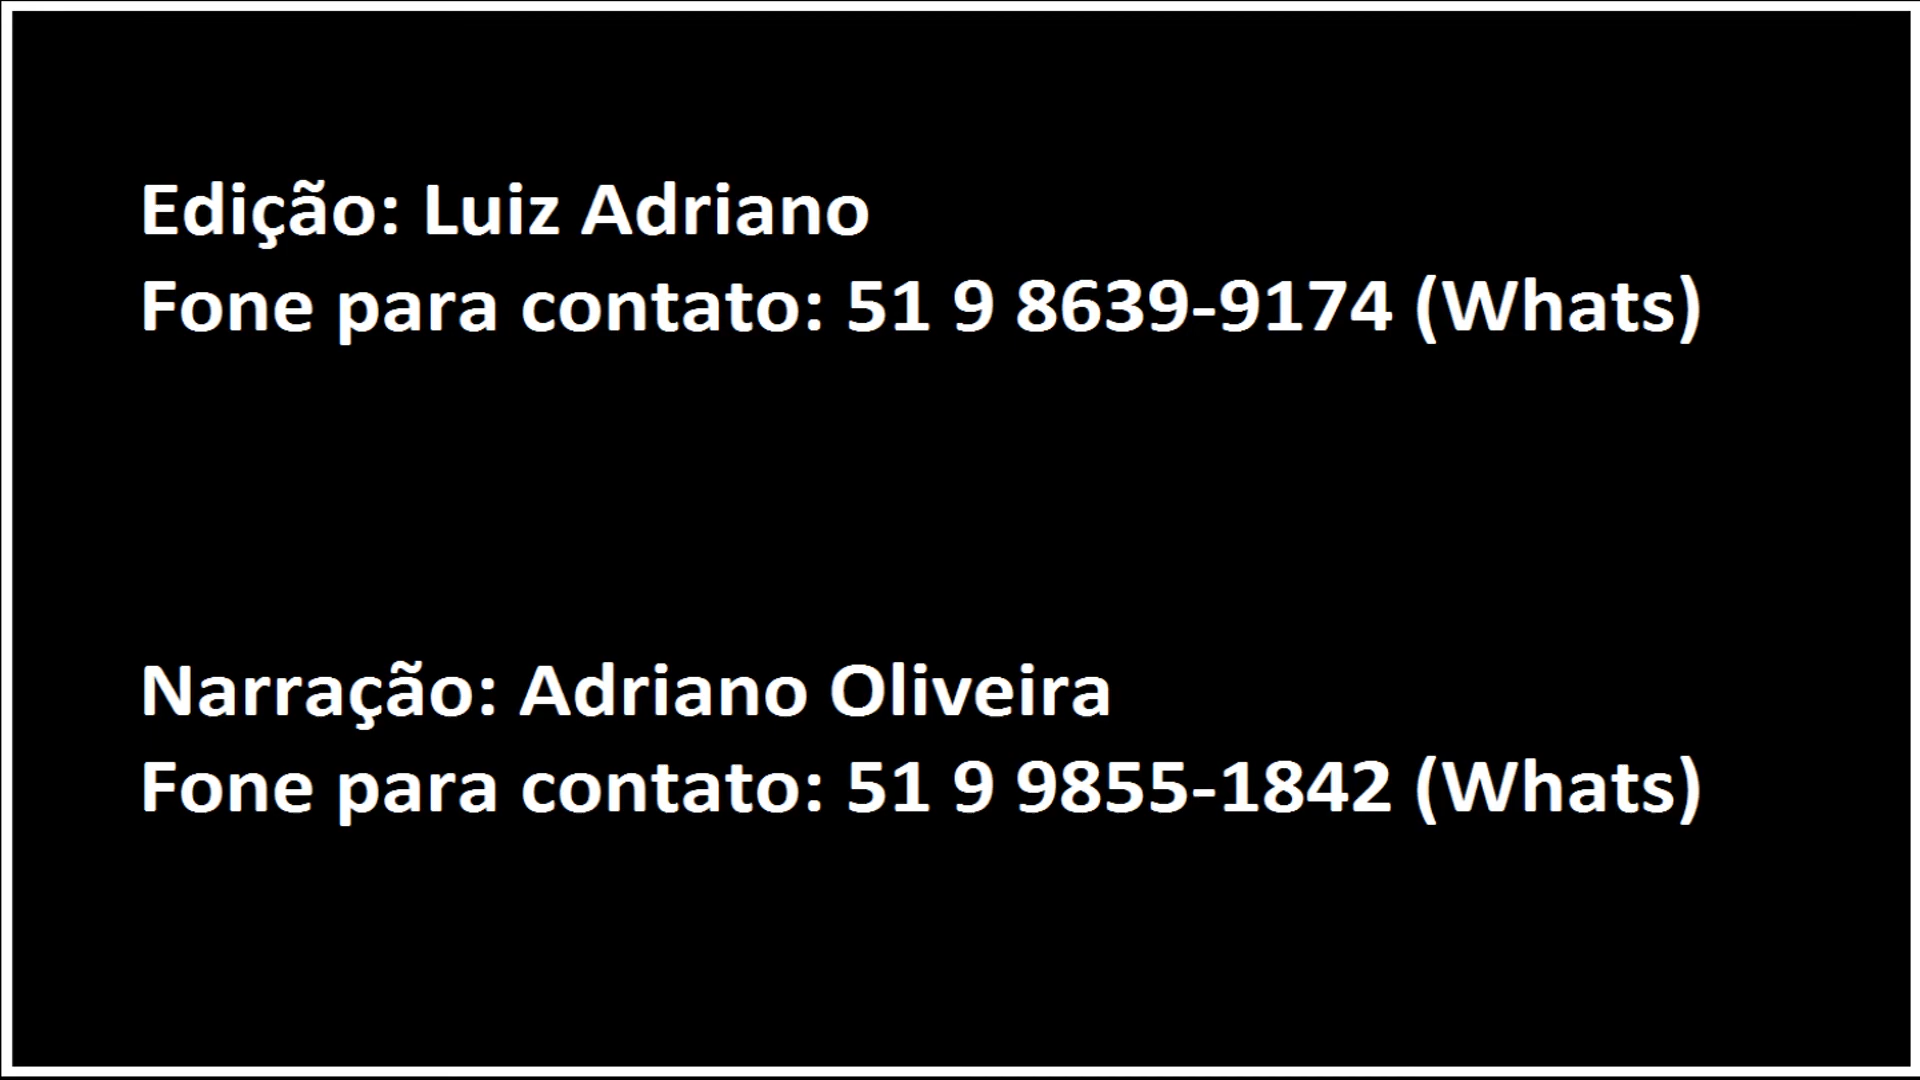 Edição: Luiz Adriano
Fone para contato: 51 9 8639-9174 (Whats)
Narração: Adriano Oliveira
Fone para contato: 51 9 9855-1842 (Whats)